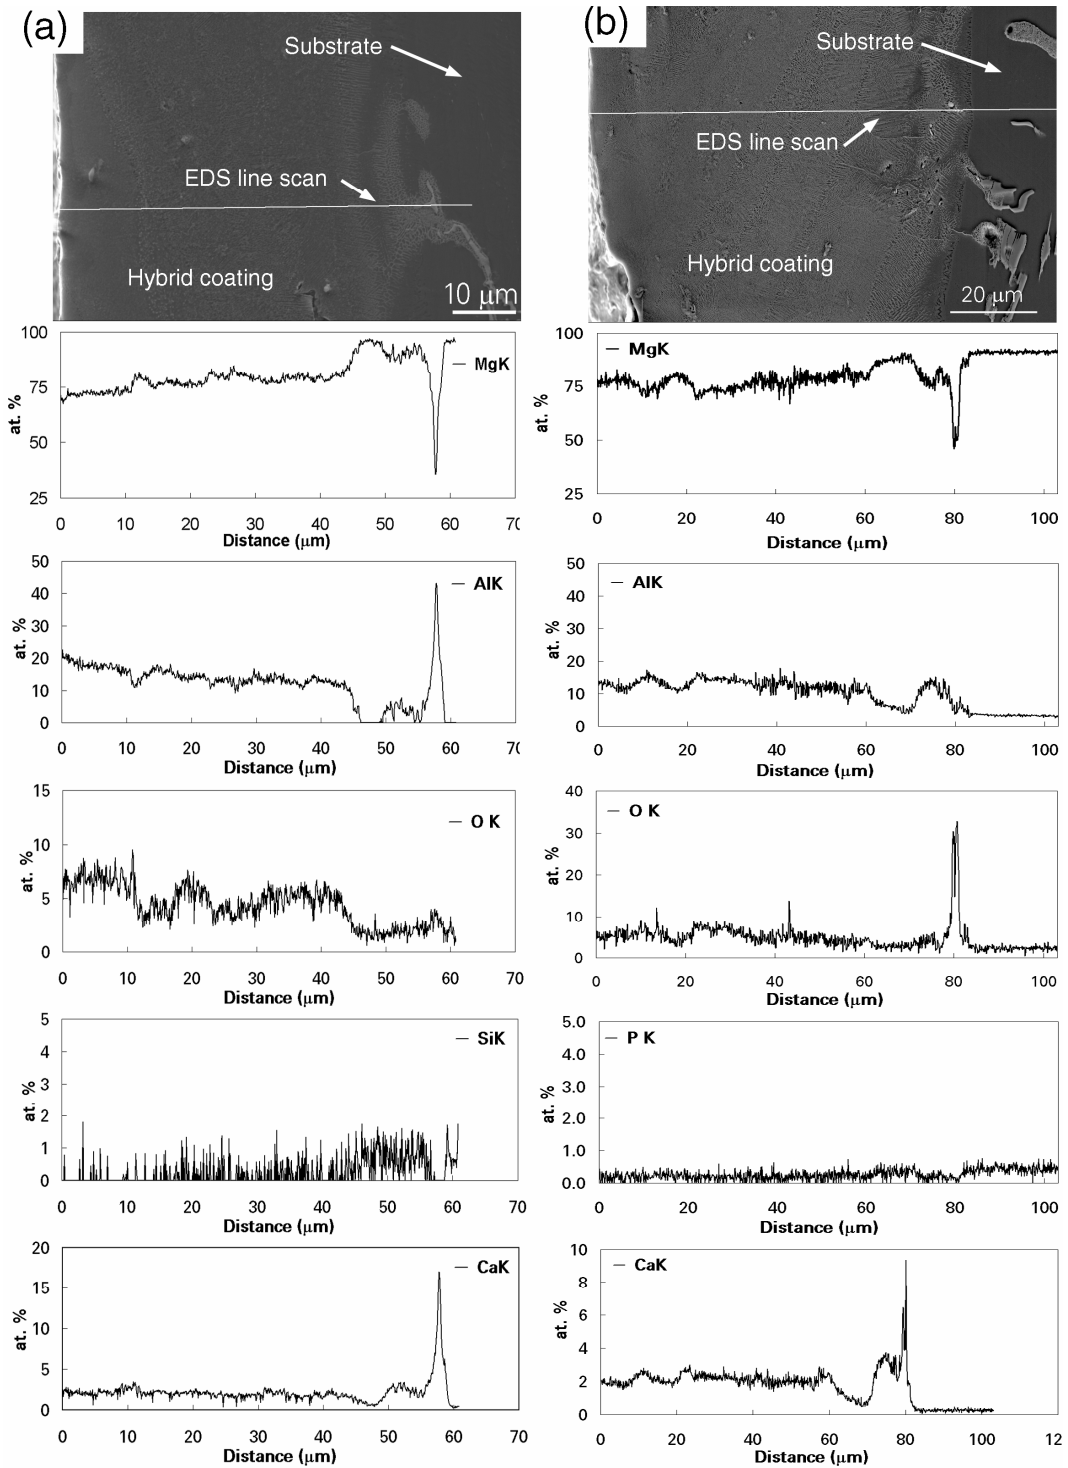 (a)
Substrate
EDS line scan
Hybrid coating
10 μm
(b)
Substrate
EDS line scan
Hybrid coating
20 μm
100
75
50
25
at. %
MgK
0 10 20 30 40 50 60 70
Distance (μm)
100
75
50
25
at. %
MgK
0 20 40 60 80 100
Distance (μm)
50
40
30
20
10
0
at. %
AlK
0 10 20 30 40 50 60 70
Distance (μm)
50
40
30
20
10
0
at. %
AlK
0 20 40 60 80 100
Distance (μm)
15
10
5
0
at. %
O K
0 10 20 30 40 50 60 70
Distance (μm)
40
30
20
10
0
at. %
O K
0 20 40 60 80 100
Distance (μm)
5
4
3
2
1
0
at. %
SiK
0 10 20 30 40 50 60 70
Distance (μm)
5.0
4.0
3.0
2.0
1.0
0.0
at. %
P K
0 20 40 60 80 100
Distance (μm)
20
15
10
5
0
at. %
CaK
0 10 20 30 40 50 60 70
Distance (μm)
10
8
6
4
2
0
at. %
CaK
0 20 40 60 80 100 12
Distance (μm)